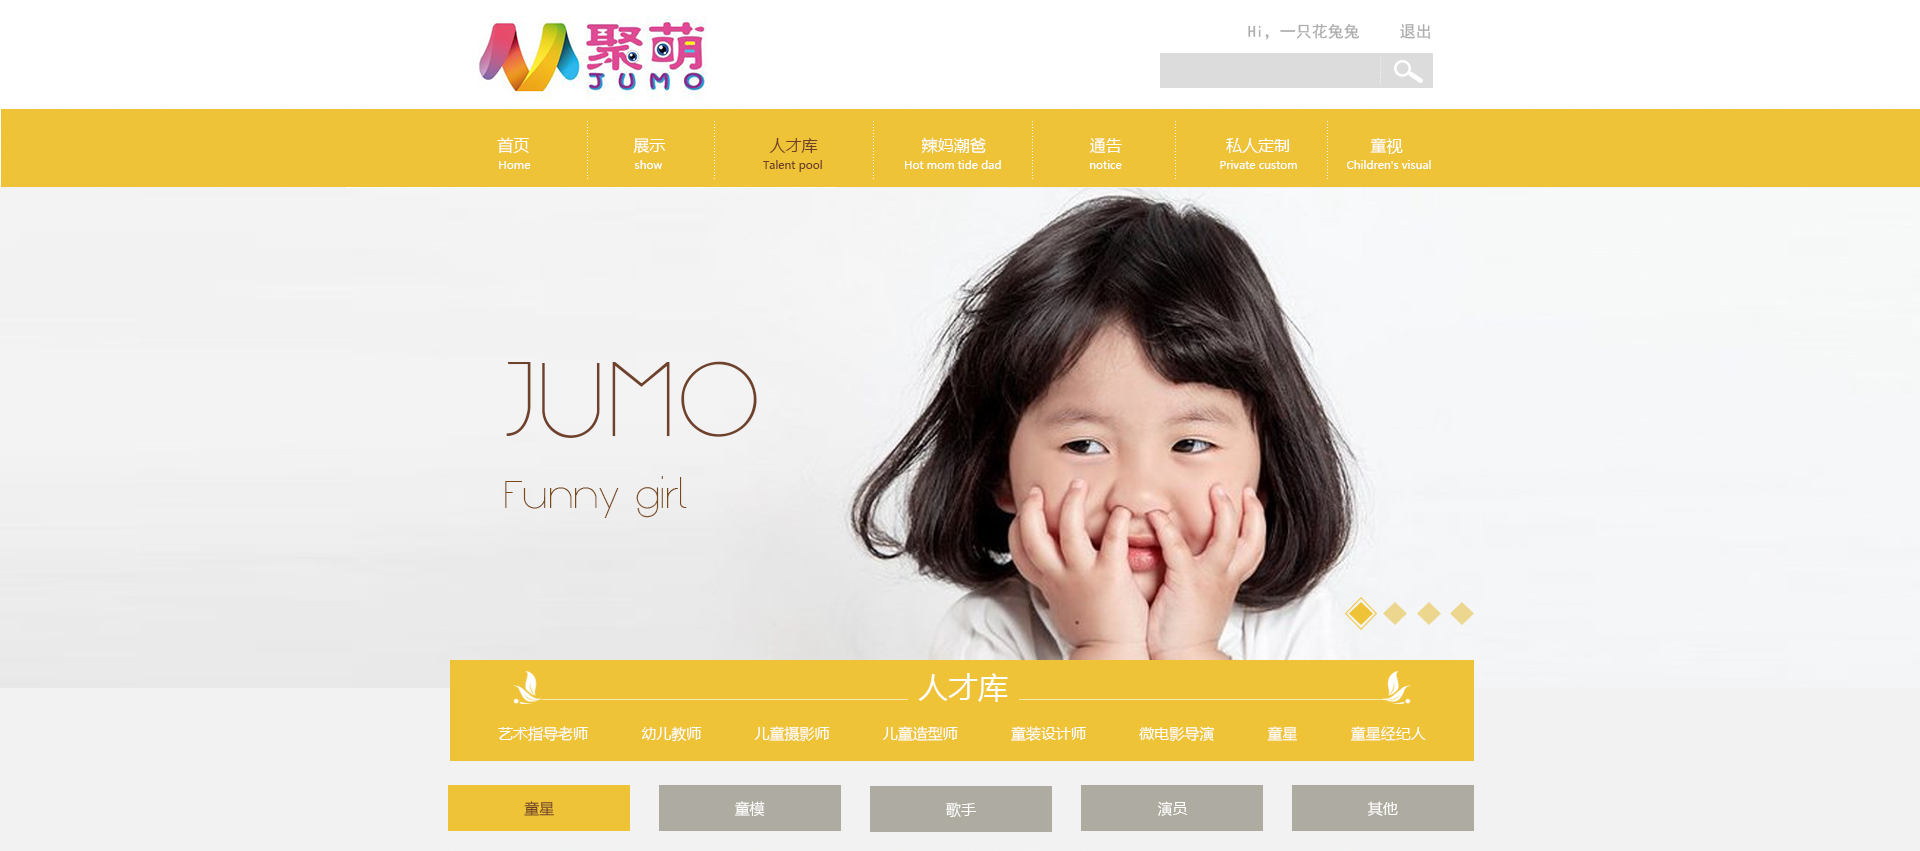 聚萌
JUMO
Hi，一只花兔兔 退出
首页 展示 人才库 辣妈潮爸 通告 私人定制 童视
Home show Talent pool Hot mom tide dad notice Private custom Children's visual
JUMO
Funny girl
人才库
艺术指导老师 幼儿教师 儿童摄影师 儿童造型师 童装设计师 微电影导演 童星 童星经纪人
童星 童模 歌手 演员 其他